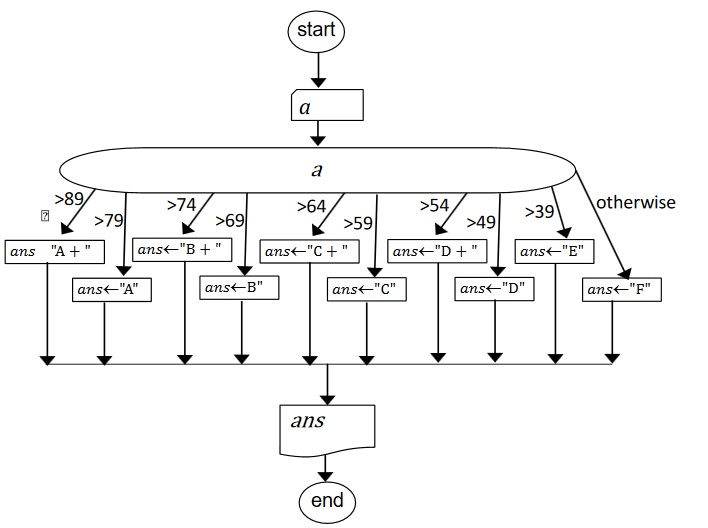 start
a
a
>89
>79
>74
>69
>64
>59
>54
>49
>39
otherwise
ans "A + "
ans←"A"
ans←"B + "
ans←B"
ans←"C + "
ans←"C"
ans←"D + "
ans←"D"
ans←"E"
ans←"F"
ans
end